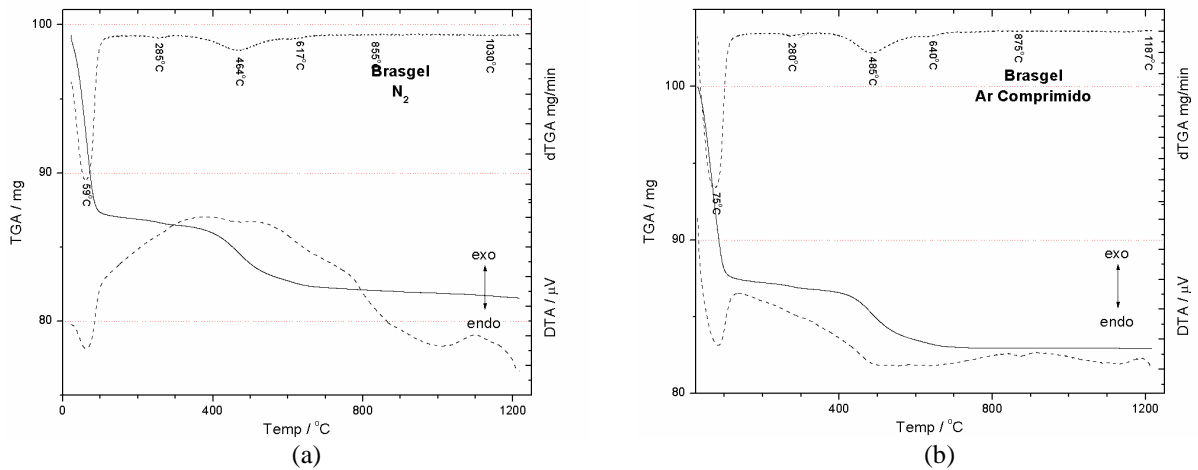 100
90
80
TGA / mg
59°C
285°C
464°C
617°C
855°C
1030°C
Brasgel
N2
exo
endo
dTGA mg/min
DTA / µV
0
400
800
1200
Temp / °C
(a)
100
90
80
TGA / mg
75°C
280°C
485°C
640°C
875°C
1187°C
Brasgel
Ar Comprimido
exo
endo
dTGA mg/min
DTA / µV
400
800
1200
Temp / °C
(b)